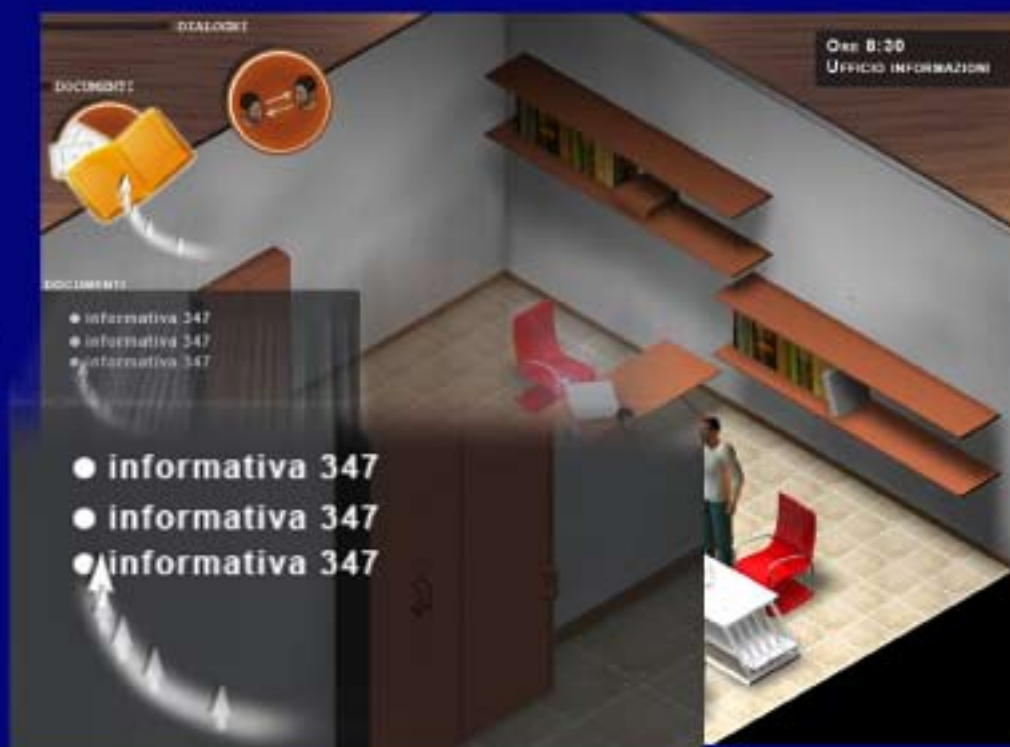 DIALOGHI
DOCUMENTI
Ore 8:30
Ufficio informazioni
DOCUMENTI
informativa 347
informativa 347
informativa 347
informativa 347
informativa 347
informativa 347